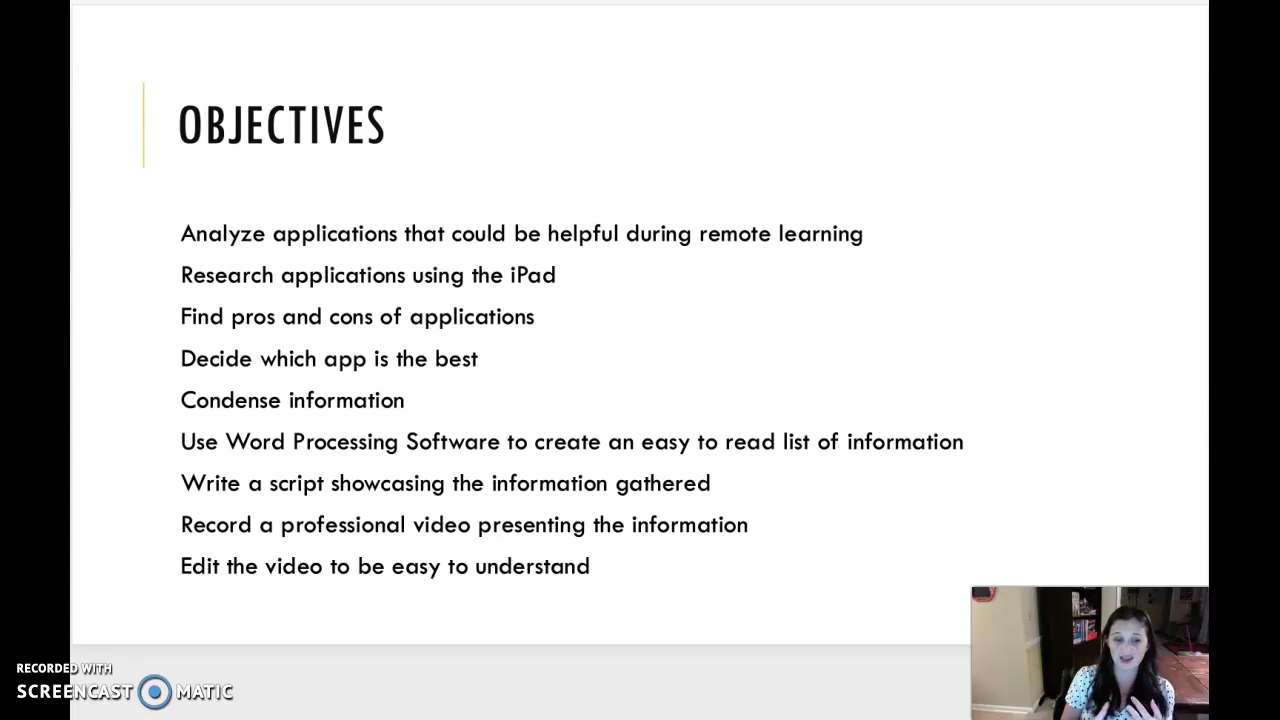 OBJECTIVES
Analyze applications that could be helpful during remote learning
Research applications using the iPad
Find pros and cons of applications
Decide which app is the best
Condense information
Use Word Processing Software to create an easy to read list of information
Write a script showcasing the information gathered
Record a professional video presenting the information
Edit the video to be easy to understand
RECORDED WITH
SCREENCAST MATIC